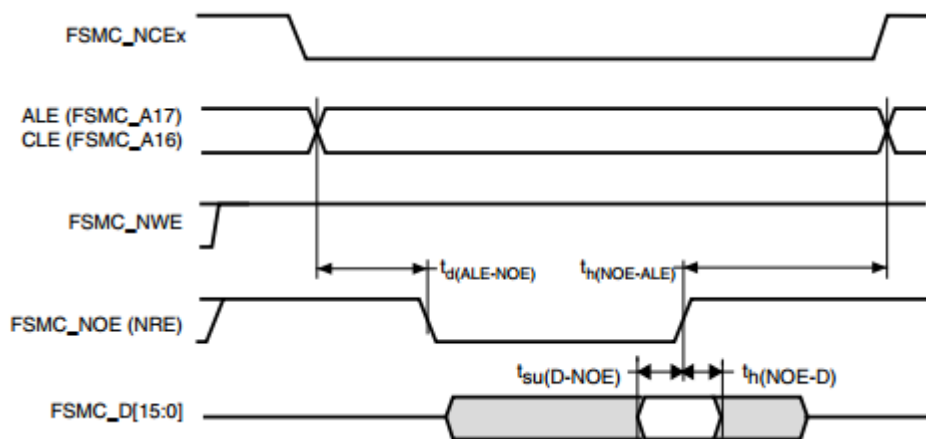 FSMC_NCEx
ALE (FSMC_A17)
CLE (FSMC_A16)
FSMC_NWE
td(ALE-NOE) th(NOE-ALE)
FSMC_NOE (NRE)
tsu(D-NOE) th(NOE-D)
FSMC_D[15:0]